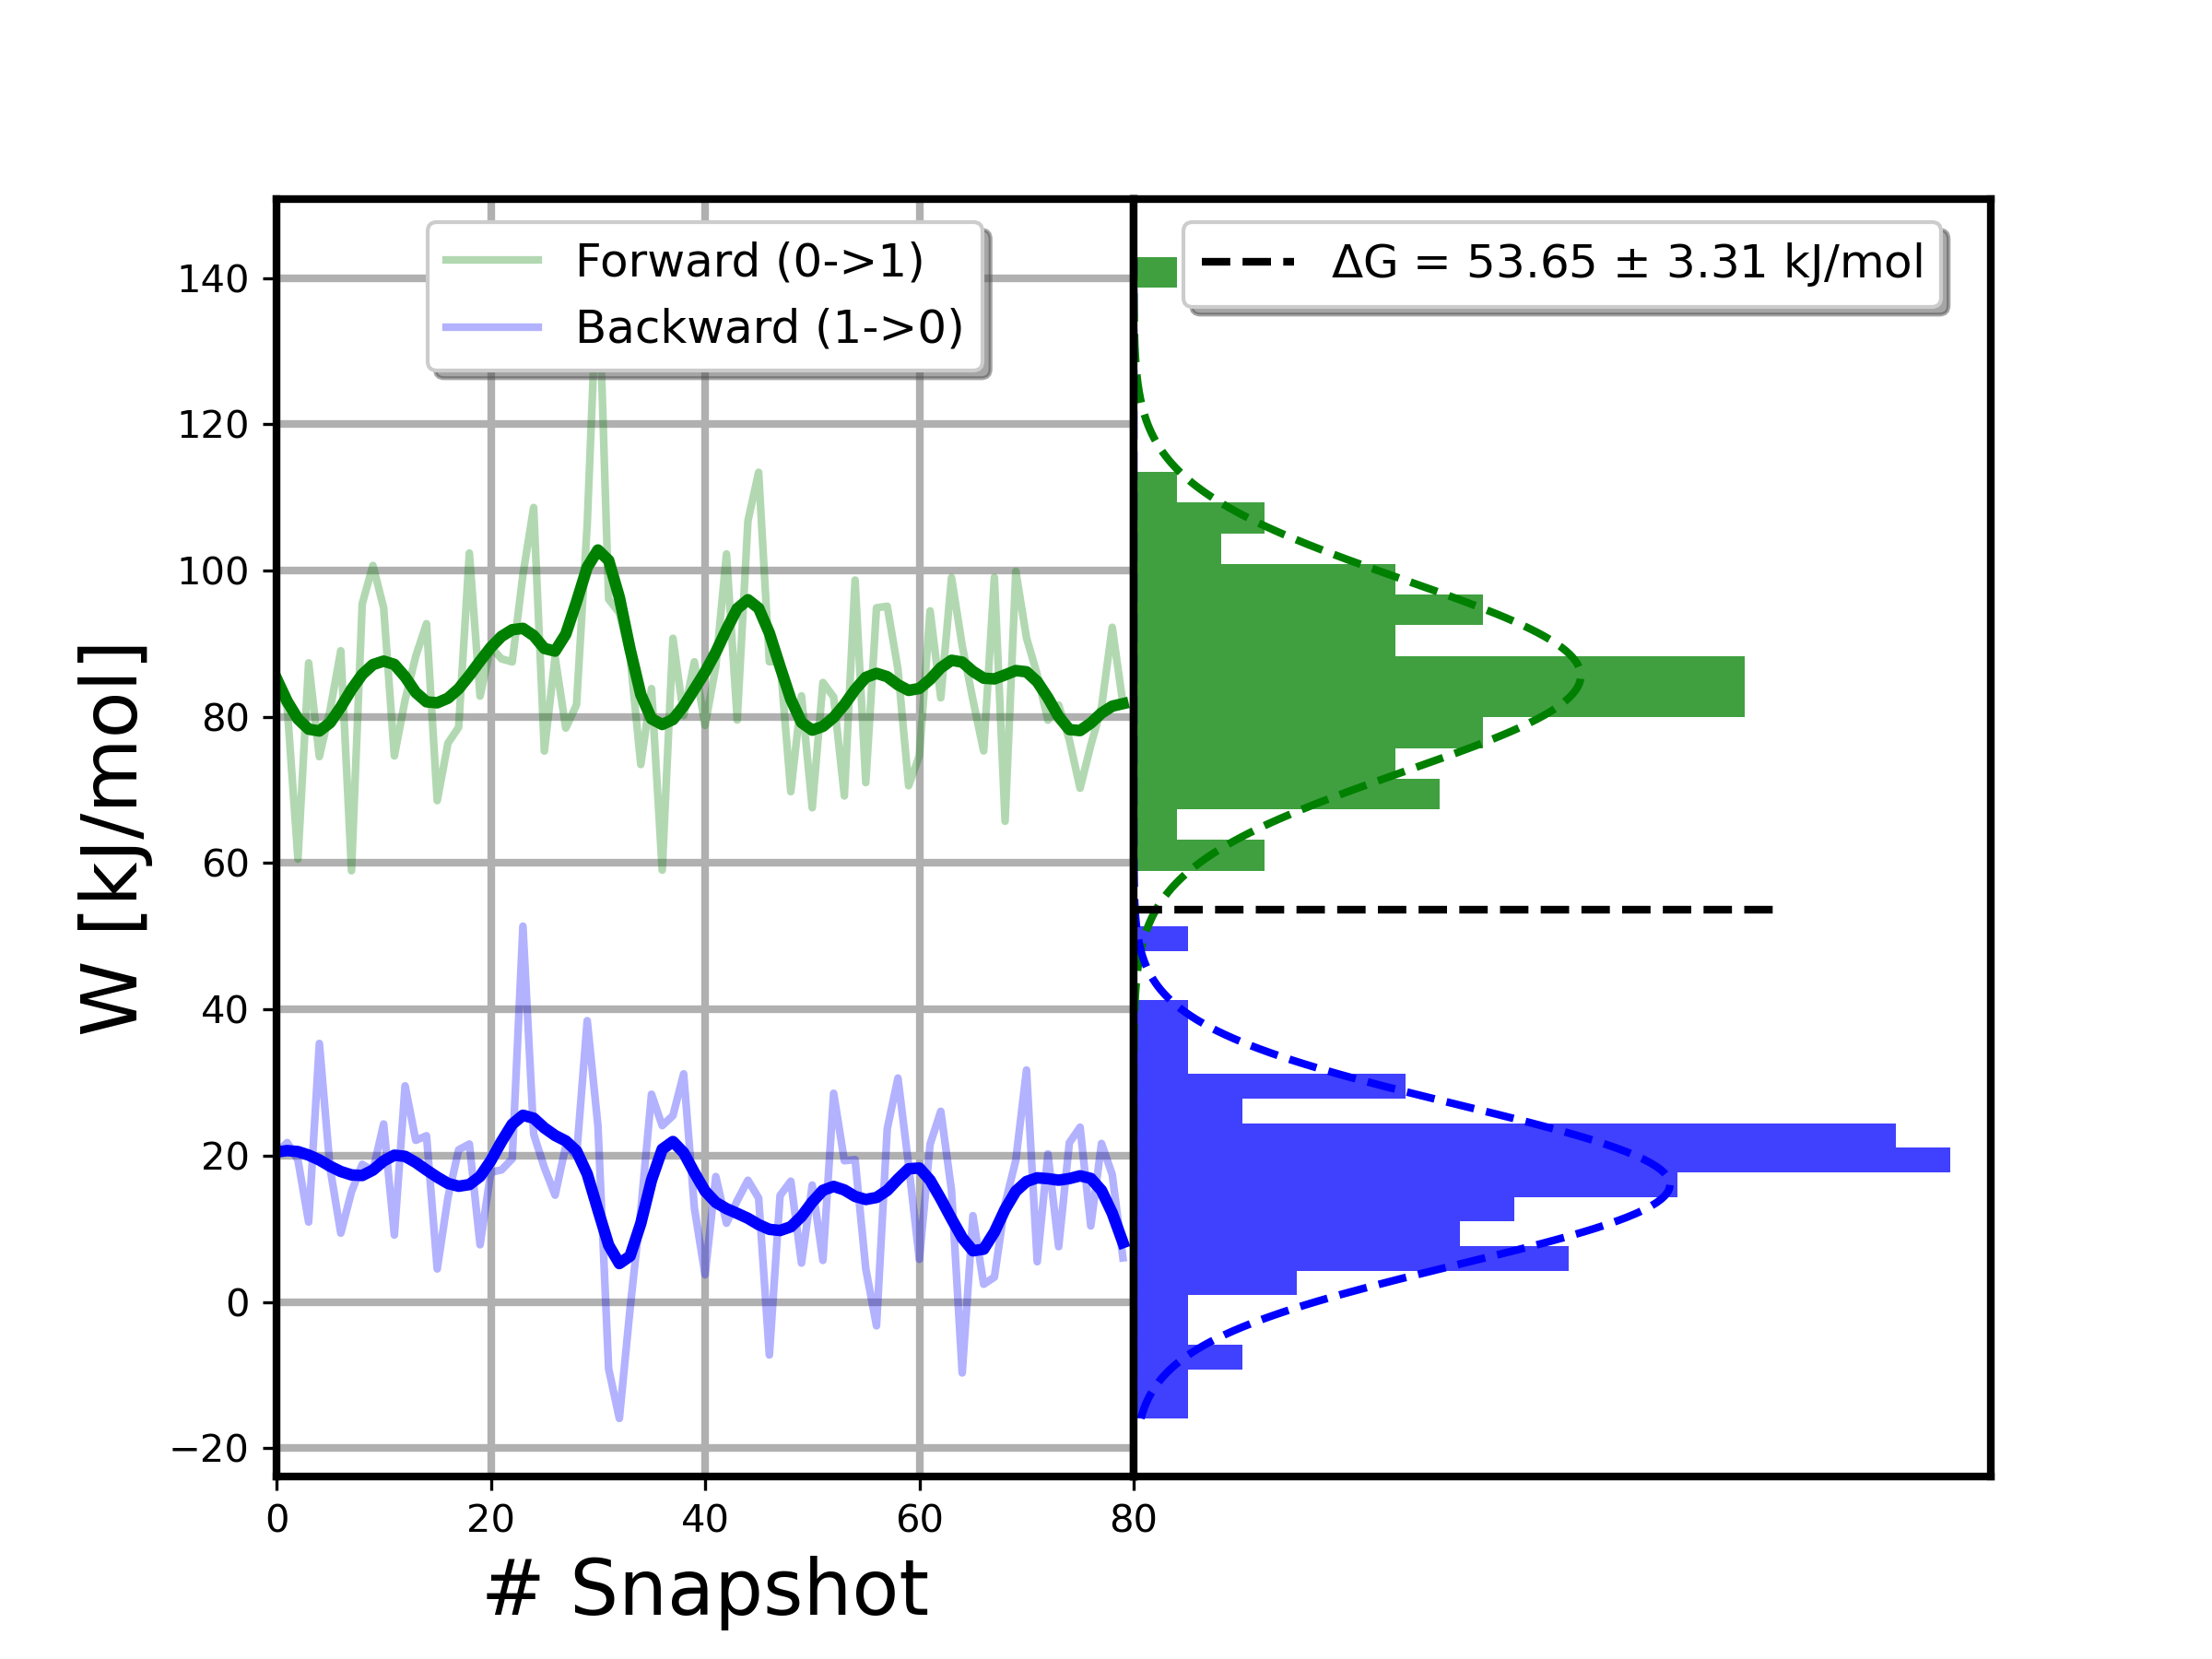 Forward (0->1)
Backward (1->0)
ΔG = 53.65 ± 3.31 kJ/mol
W [kJ/mol]
140
120
100
80
60
40
20
0
−20
0 20 40 60 80
# Snapshot